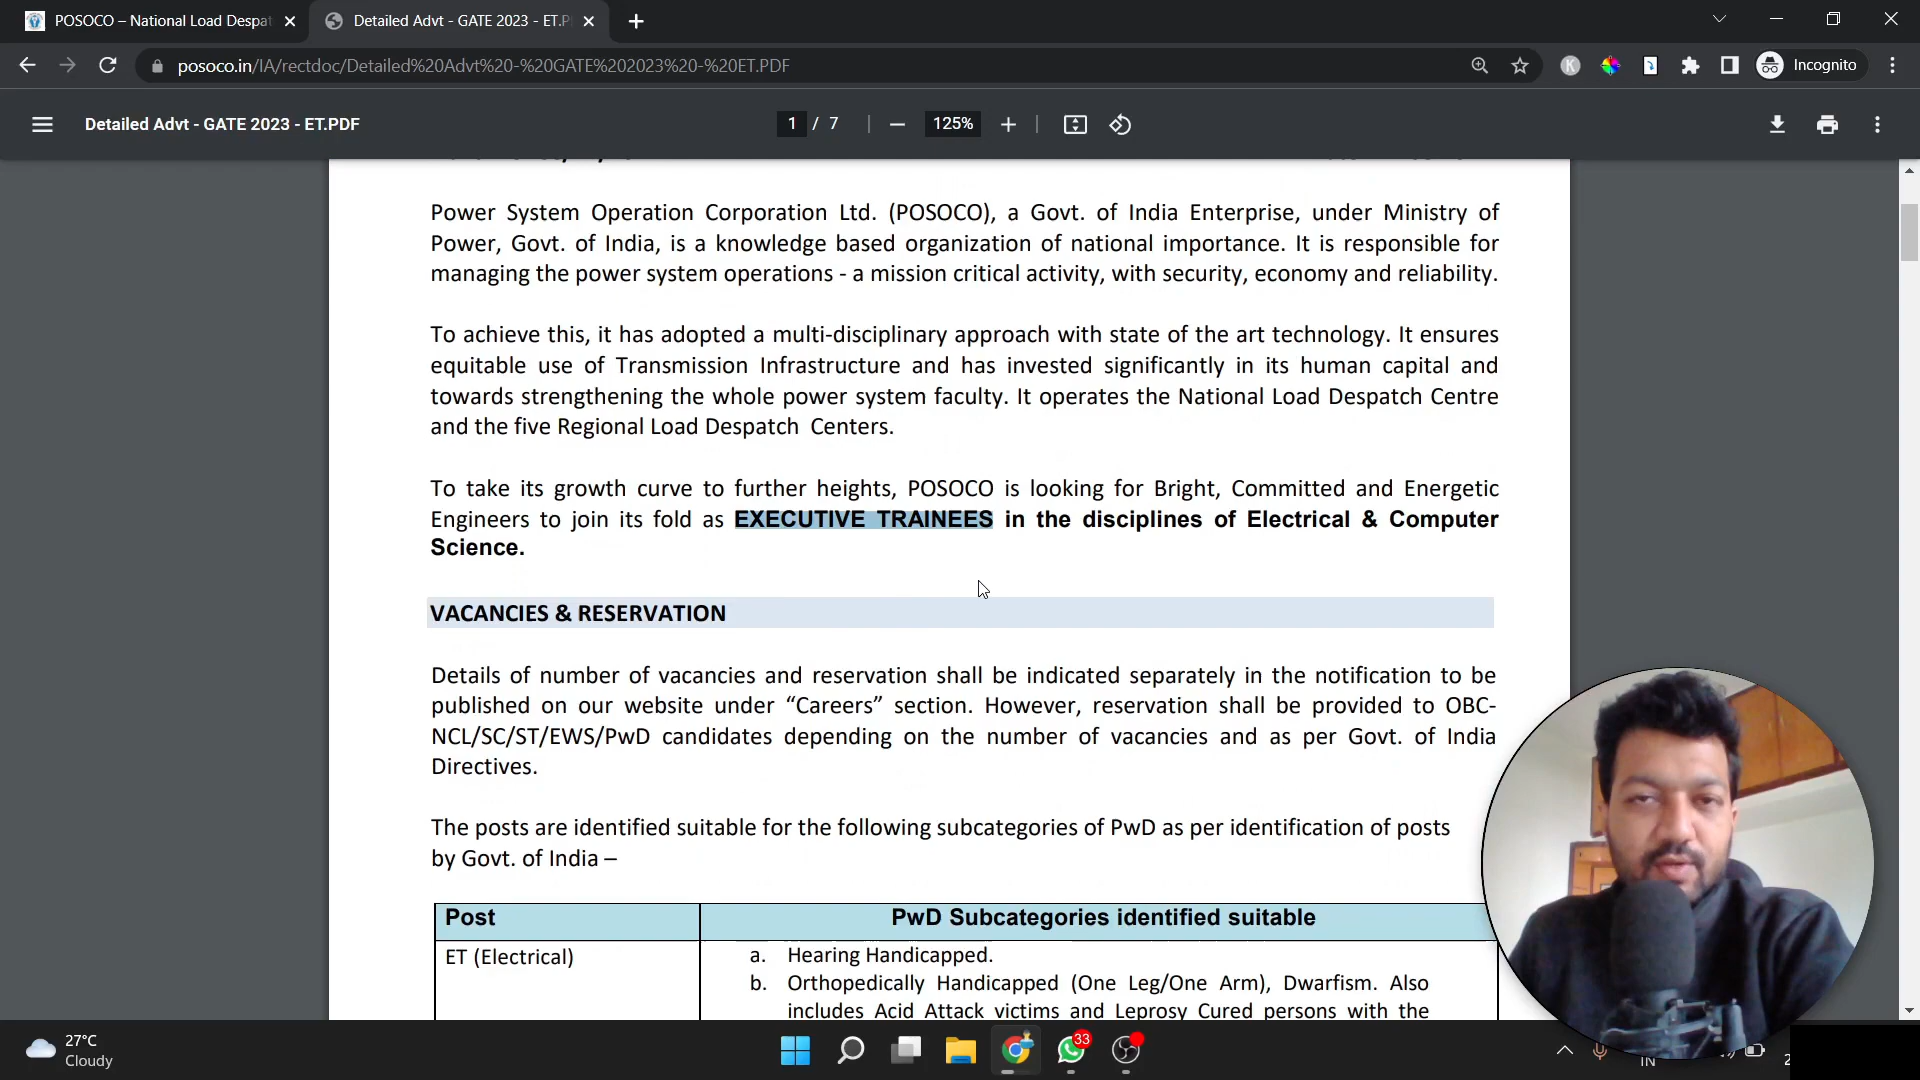 POSOCO – National Load Despa
Detailed Advt - GATE 2023 - ET.P
posoco.in/IA/rectdoc/Detailed%20Advt%20-%20GATE%202023%20-%20ET.PDF
Incognito
Detailed Advt - GATE 2023 - ET.PDF
1 / 7
125%
Power System Operation Corporation Ltd. (POSOCO), a Govt. of India Enterprise, under Ministry of
Power, Govt. of India, is a knowledge based organization of national importance. It is responsible for
managing the power system operations - a mission critical activity, with security, economy and reliability.
To achieve this, it has adopted a multi-disciplinary approach with state of the art technology. It ensures
equitable use of Transmission Infrastructure and has invested significantly in its human capital and
towards strengthening the whole power system faculty. It operates the National Load Despatch Centre
and the five Regional Load Despatch Centers.
To take its growth curve to further heights, POSOCO is looking for Bright, Committed and Energetic
Engineers to join its fold as EXECUTIVE TRAINEES in the disciplines of Electrical & Computer
Science.
VACANCIES & RESERVATION
Details of number of vacancies and reservation shall be indicated separately in the notification to be
published on our website under “Careers” section. However, reservation shall be provided to OBC-
NCL/SC/ST/EWS/PwD candidates depending on the number of vacancies and as per Govt. of India
Directives.
The posts are identified suitable for the following subcategories of PwD as per identification of posts
by Govt. of India –
Post
PwD Subcategories identified suitable
ET (Electrical)
a. Hearing Handicapped.
b. Orthopedically Handicapped (One Leg/One Arm), Dwarfism. Also
includes Acid Attack victims and Leprosy Cured persons with the
27°C
Cloudy
33
IN